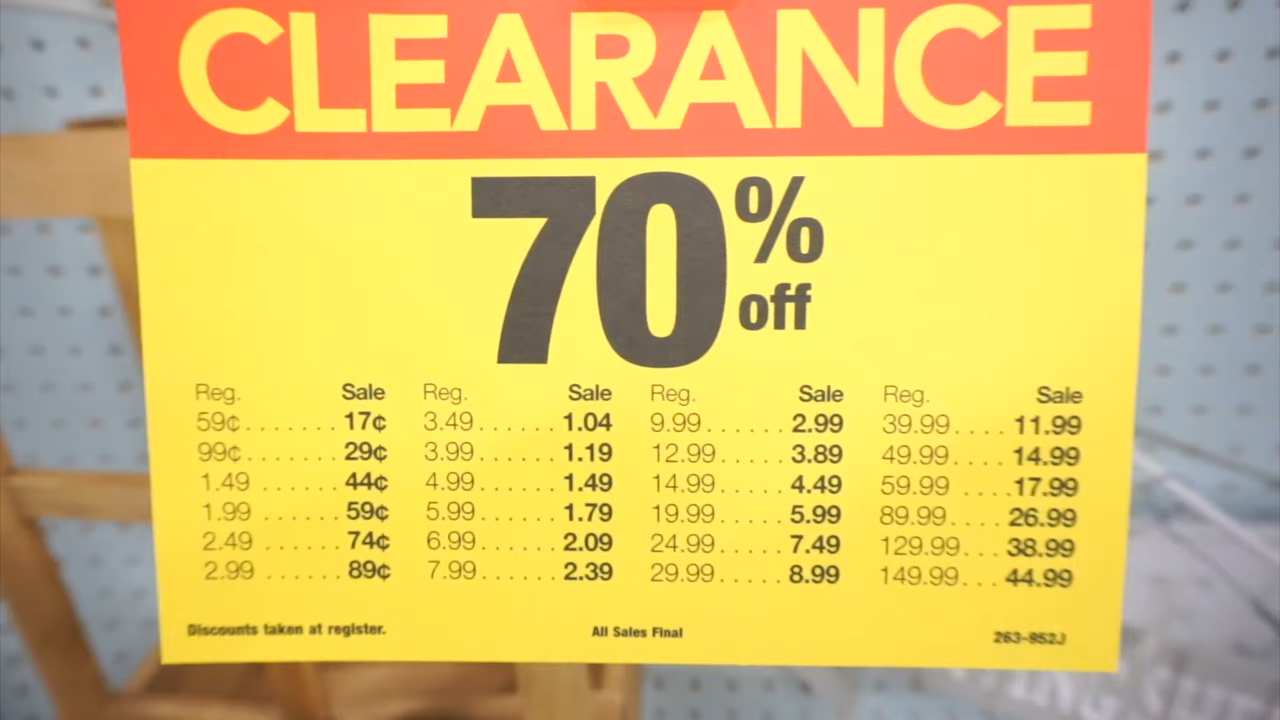 CLEARANCE
70% off
Reg. Sale Reg. Sale Reg. Sale Reg. Sale
59¢.......17¢ 3.49......1.04 9.99......2.99 39.99....11.99
99¢.......29¢ 3.99......1.19 12.99.....3.89 49.99....14.99
1.49 ......44¢ 4.99......1.49 14.99.....4.49 59.99 ....17.99
1.99 ......59¢ 5.99......1.79 19.99.....5.99 89.99....26.99
2.49 ......74¢ 6.99......2.09 24.99.....7.49 129.99...38.99
2.99 ......89¢ 7.99......2.39 29.99.....8.99 149.99...44.99
Discounts taken at register. All Sales Final 263-952J